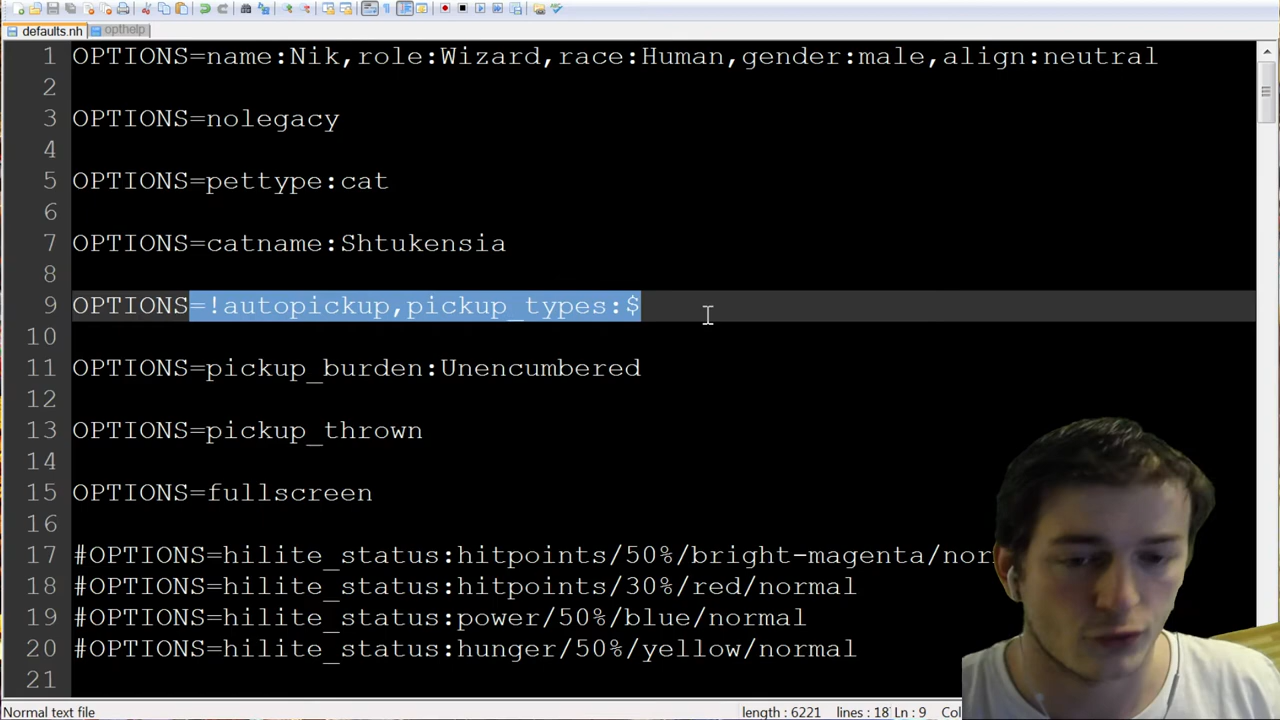 defaults.nh opthelp
1 OPTIONS=name:Nik,role:Wizard,race:Human,gender:male,align:neutral
2
3 OPTIONS=nolegacy
4
5 OPTIONS=pettype:cat
6
7 OPTIONS=catname:Shtukensia
8
9 OPTIONS=!autopickup,pickup_types:$
10
11 OPTIONS=pickup_burden:Unencumbered
12
13 OPTIONS=pickup_thrown
14
15 OPTIONS=fullscreen
16
17 #OPTIONS=hilite_status:hitpoints/50%/bright-magenta/nor
18 #OPTIONS=hilite_status:hitpoints/30%/red/normal
19 #OPTIONS=hilite_status:power/50%/blue/normal
20 #OPTIONS=hilite_status:hunger/50%/yellow/normal
21
Normal text file length : 6221 lines : 18 Ln : 9